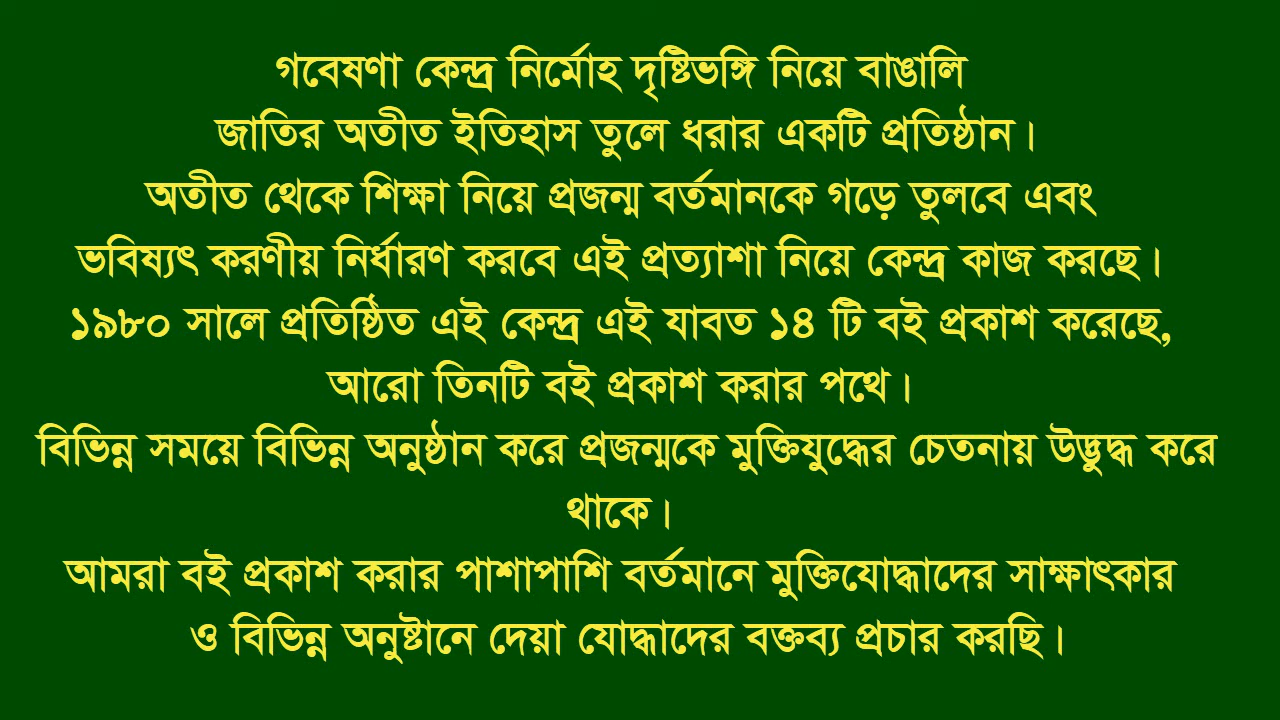 গবেষণা কেন্দ্র নির্মোহ দৃষ্টিভঙ্গি নিয়ে বাঙালি
জাতির অতীত ইতিহাস তুলে ধরার একটি প্রতিষ্ঠান।
অতীত থেকে শিক্ষা নিয়ে প্রজন্ম বর্তমানকে গড়ে তুলবে এবং
ভবিষ্যৎ করণীয় নির্ধারণ করবে এই প্রত্যাশা নিয়ে কেন্দ্র কাজ করছে।
১৯৮০ সালে প্রতিষ্ঠিত এই কেন্দ্র এই যাবত ১৪ টি বই প্রকাশ করেছে,
আরো তিনটি বই প্রকাশ করার পথে।
বিভিন্ন সময়ে বিভিন্ন অনুষ্ঠান করে প্রজন্মকে মুক্তিযুদ্ধের চেতনায় উদ্ভুদ্ধ করে
থাকে।
আমরা বই প্রকাশ করার পাশাপাশি বর্তমানে মুক্তিযোদ্ধাদের সাক্ষাৎকার
ও বিভিন্ন অনুষ্টানে দেয়া যোদ্ধাদের বক্তব্য প্রচার করছি।